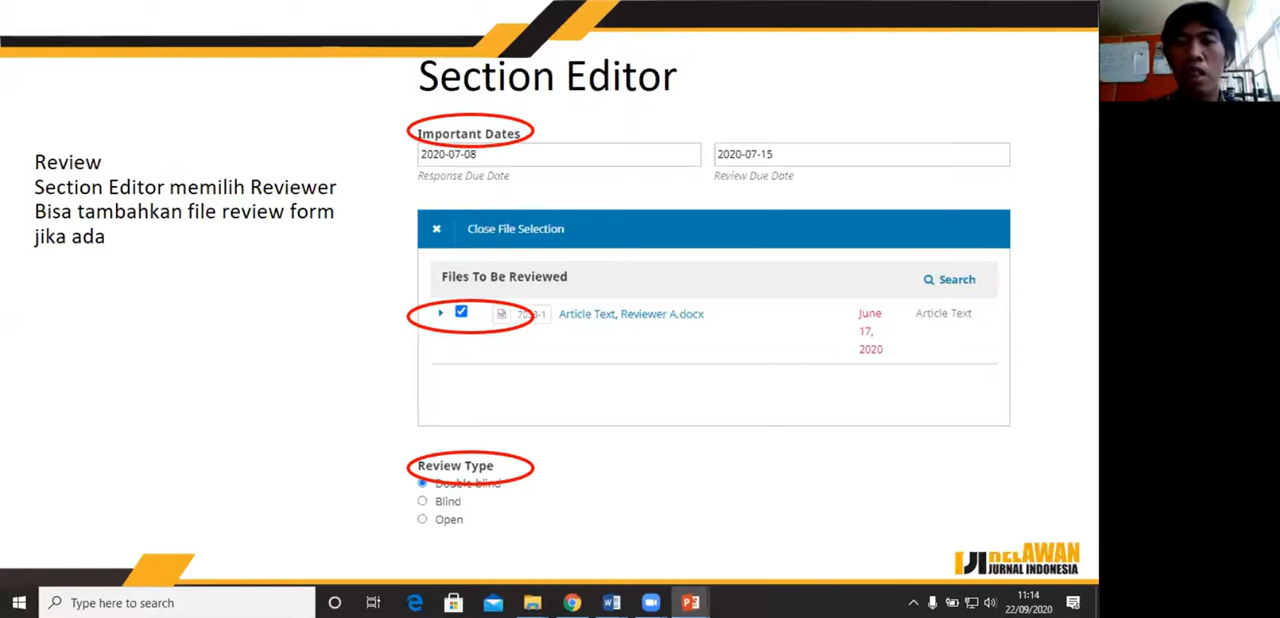 Section Editor
Review
Section Editor memilih Reviewer
Bisa tambahkan file review form
jika ada
Important Dates
2020-07-08
2020-07-15
Response Due Date
Review Due Date
Close File Selection
Files To Be Reviewed
Search
Article Text, Reviewer A.docx
June
17,
2020
Article Text
Review Type
Double-blind
Blind
Open
RELAWAN
JURNAL INDONESIA
Type here to search
11:14
22/09/2020